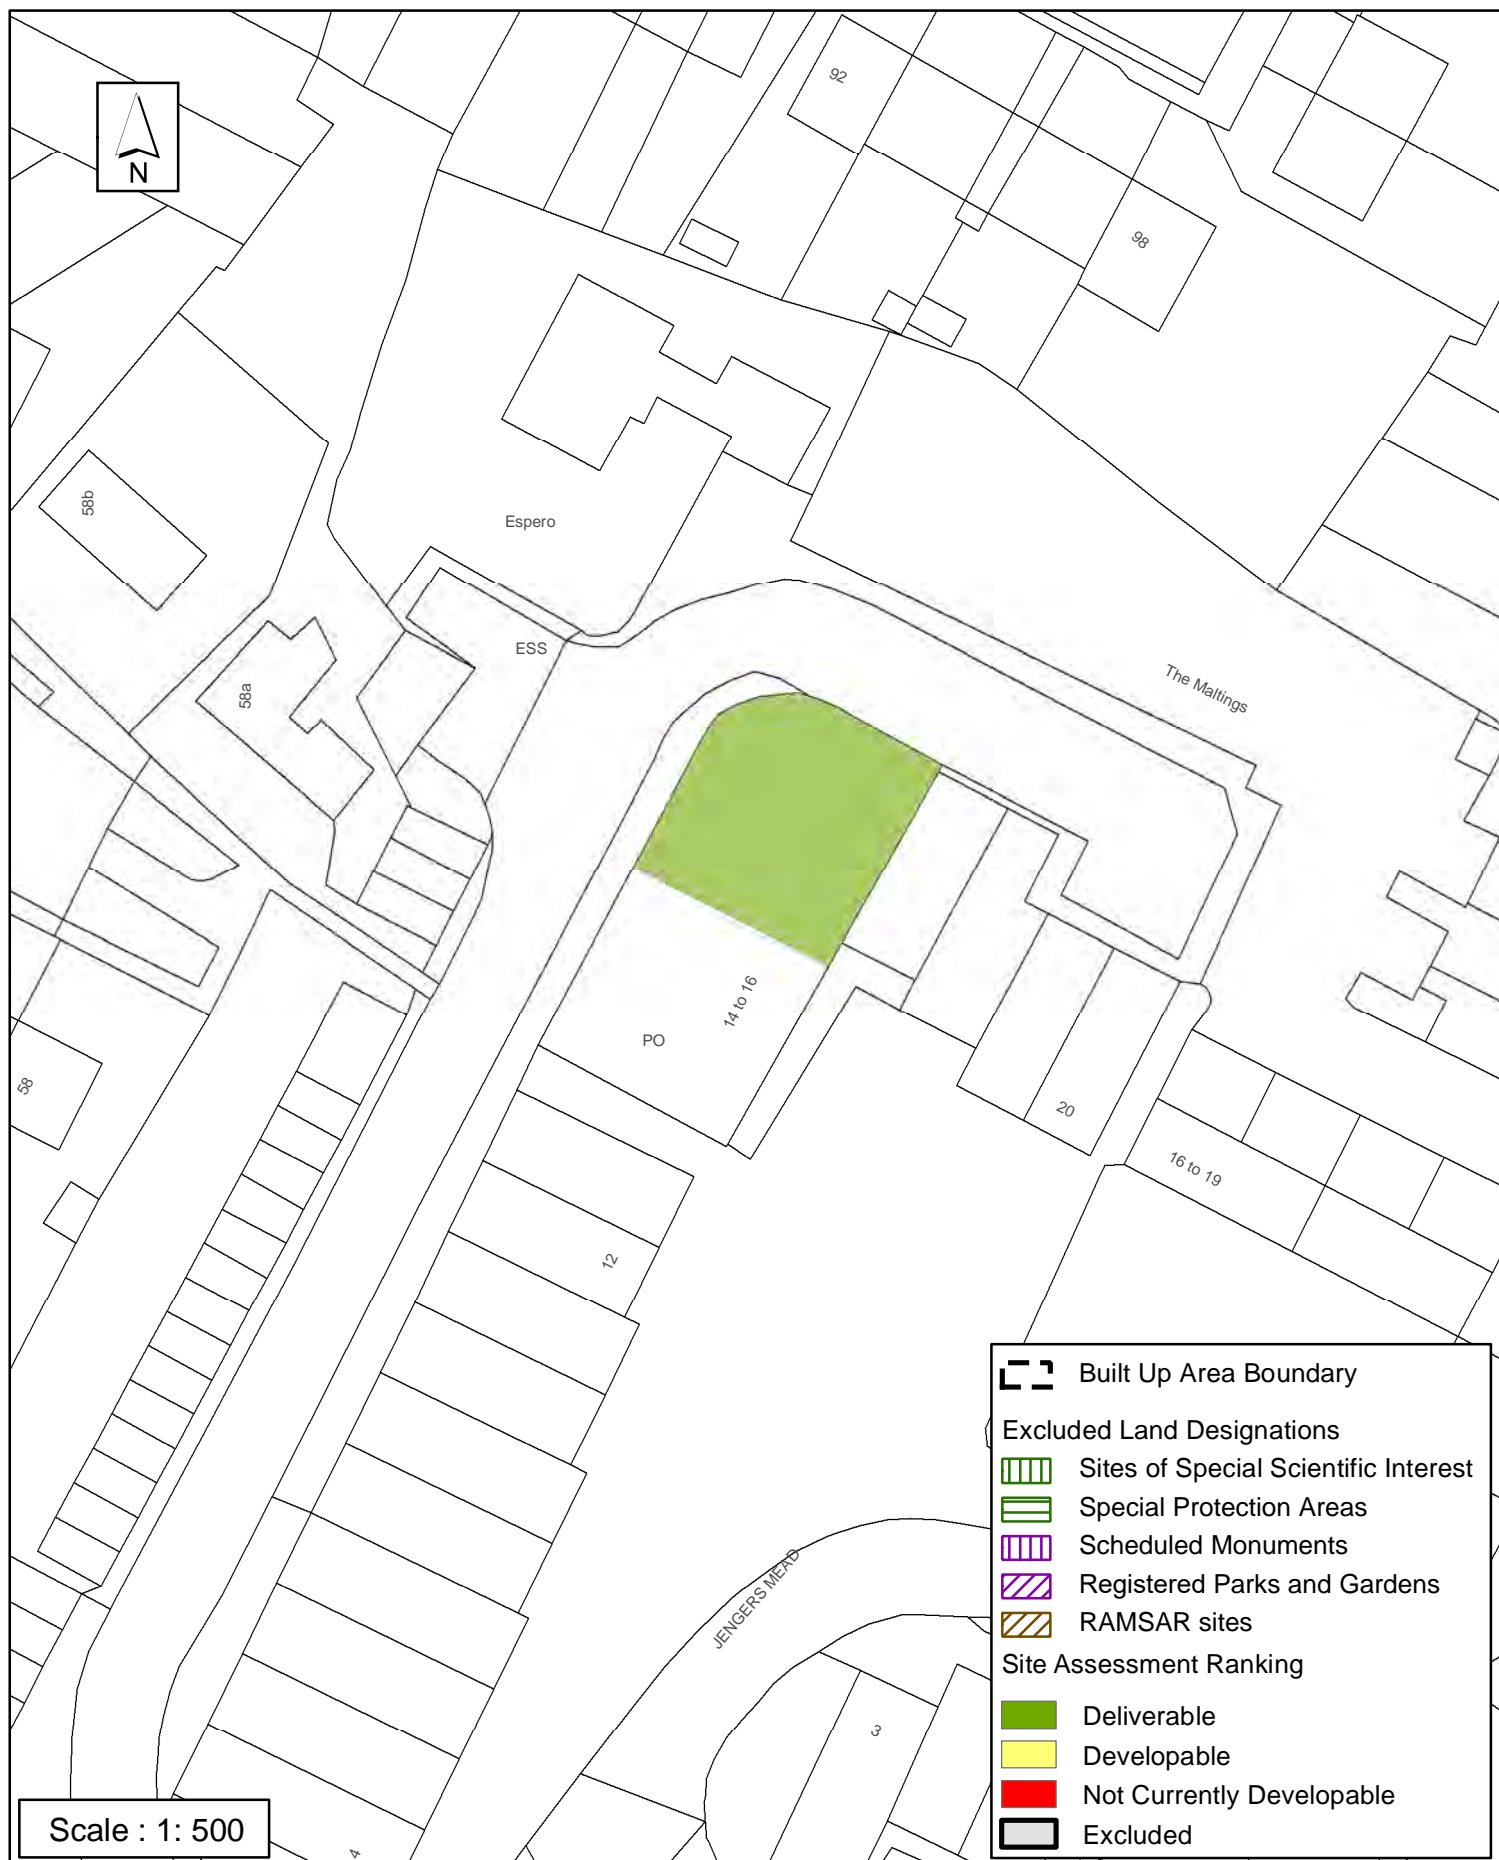 92
N
98
58b
Espero
ESS
58a
The Maltings
14 to 16
PO
58
20
16 to 19
12
JENGERS MEAD
3
4
Built Up Area Boundary
Excluded Land Designations
Sites of Special Scientific Interest
Special Protection Areas
Scheduled Monuments
Registered Parks and Gardens
RAMSAR sites
Site Assessment Ranking
Deliverable
Developable
Not Currently Developable
Excluded
Scale : 1: 500